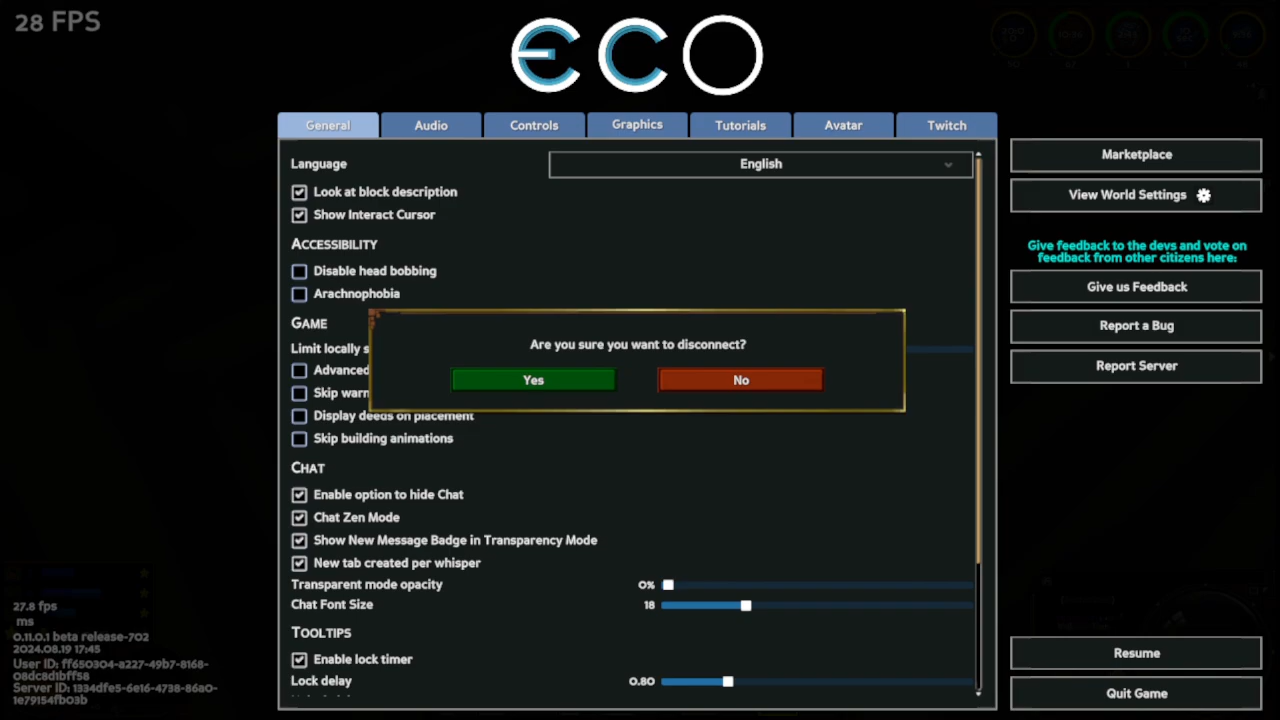 28 FPS
ECO
General
Audio
Controls
Graphics
Tutorials
Avatar
Twitch
Language
English
Look at block description
Show Interact Cursor
ACCESSIBILITY
Disable head bobbing
Arachnophobia
GAME
Limit locally s
Advanced
Skip warn
Display deeds on placement
Skip building animations
Are you sure you want to disconnect?
Yes
No
CHAT
Enable option to hide Chat
Chat Zen Mode
Show New Message Badge in Transparency Mode
New tab created per whisper
Transparent mode opacity
0%
Chat Font Size
18
TOOLTIPS
Enable lock timer
Lock delay
0.80
Marketplace
View World Settings
Give feedback to the devs and vote on
feedback from other citizens here:
Give us Feedback
Report a Bug
Report Server
Resume
Quit Game
27.8 fps
ms
0.11.0.1 beta release-702
2024.08.19 17:45
User ID: ff650304-a227-49b7-8168-
08dc8d1bff58
Server ID: 1334dfe5-6e16-4738-86a0-
1e79154fb03b